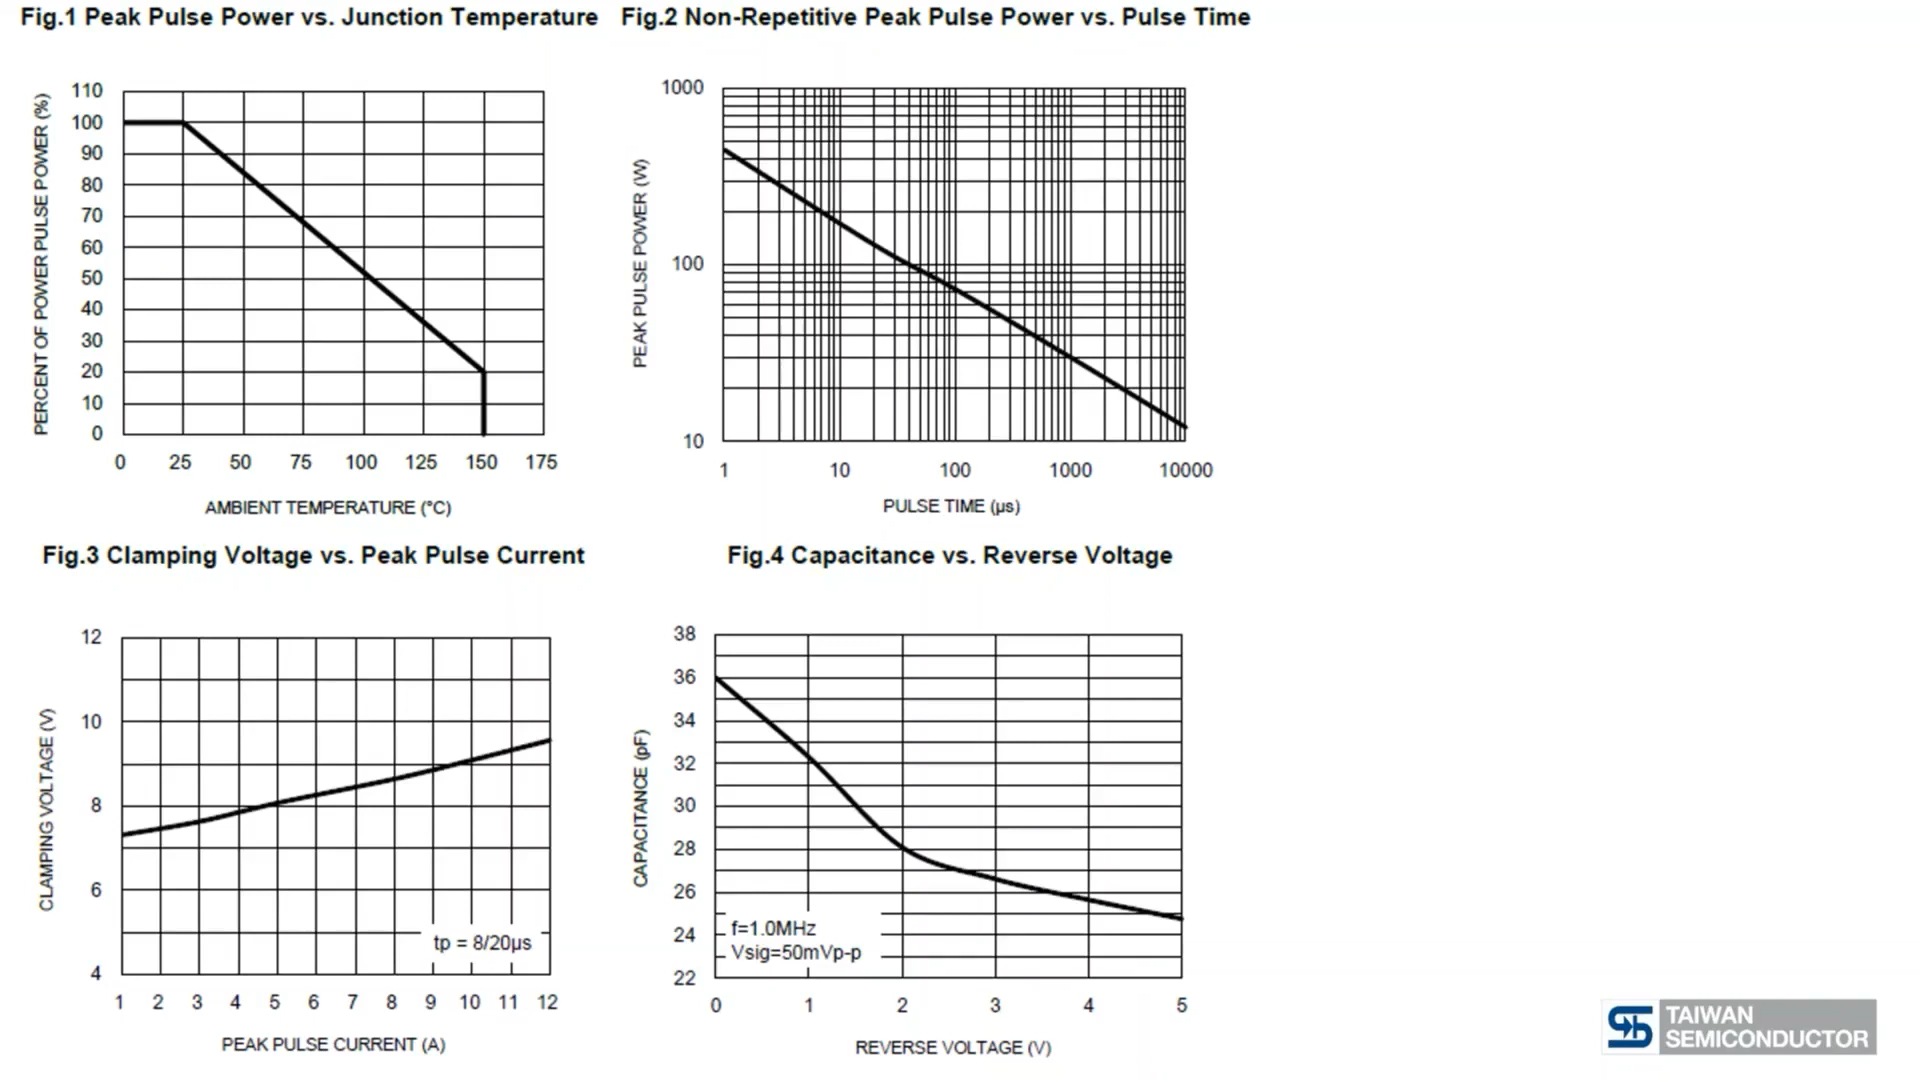 Fig.1 Peak Pulse Power vs. Junction Temperature
PERCENT OF POWER PULSE POWER (%)
110
100
90
80
70
60
50
40
30
20
10
0
0 25 50 75 100 125 150 175
AMBIENT TEMPERATURE (°C)
Fig.2 Non-Repetitive Peak Pulse Power vs. Pulse Time
PEAK PULSE POWER (W)
1000
100
10
1 10 100 1000 10000
PULSE TIME (µs)
Fig.3 Clamping Voltage vs. Peak Pulse Current
CLAMPING VOLTAGE (V)
12
10
8
6
4
tp = 8/20µs
1 2 3 4 5 6 7 8 9 10 11 12
PEAK PULSE CURRENT (A)
Fig.4 Capacitance vs. Reverse Voltage
CAPACITANCE (pF)
38
36
34
32
30
28
26
24
22
f=1.0MHz
Vsig=50mVp-p
0 1 2 3 4 5
REVERSE VOLTAGE (V)
TAIWAN
SEMICONDUCTOR